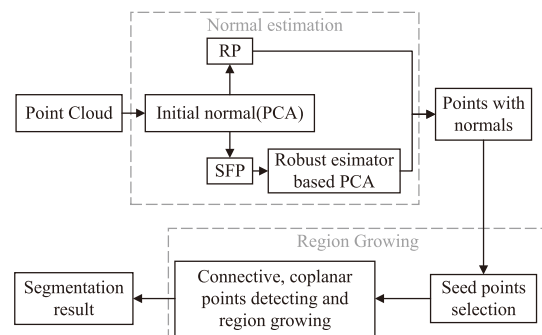 Normal estimation
RP
Point Cloud
Initial normal(PCA)
Points with
normals
SFP
Robust esimator
based PCA
Region Growing
Segmentation
result
Connective, coplanar
points detecting and
region growing
Seed points
selection